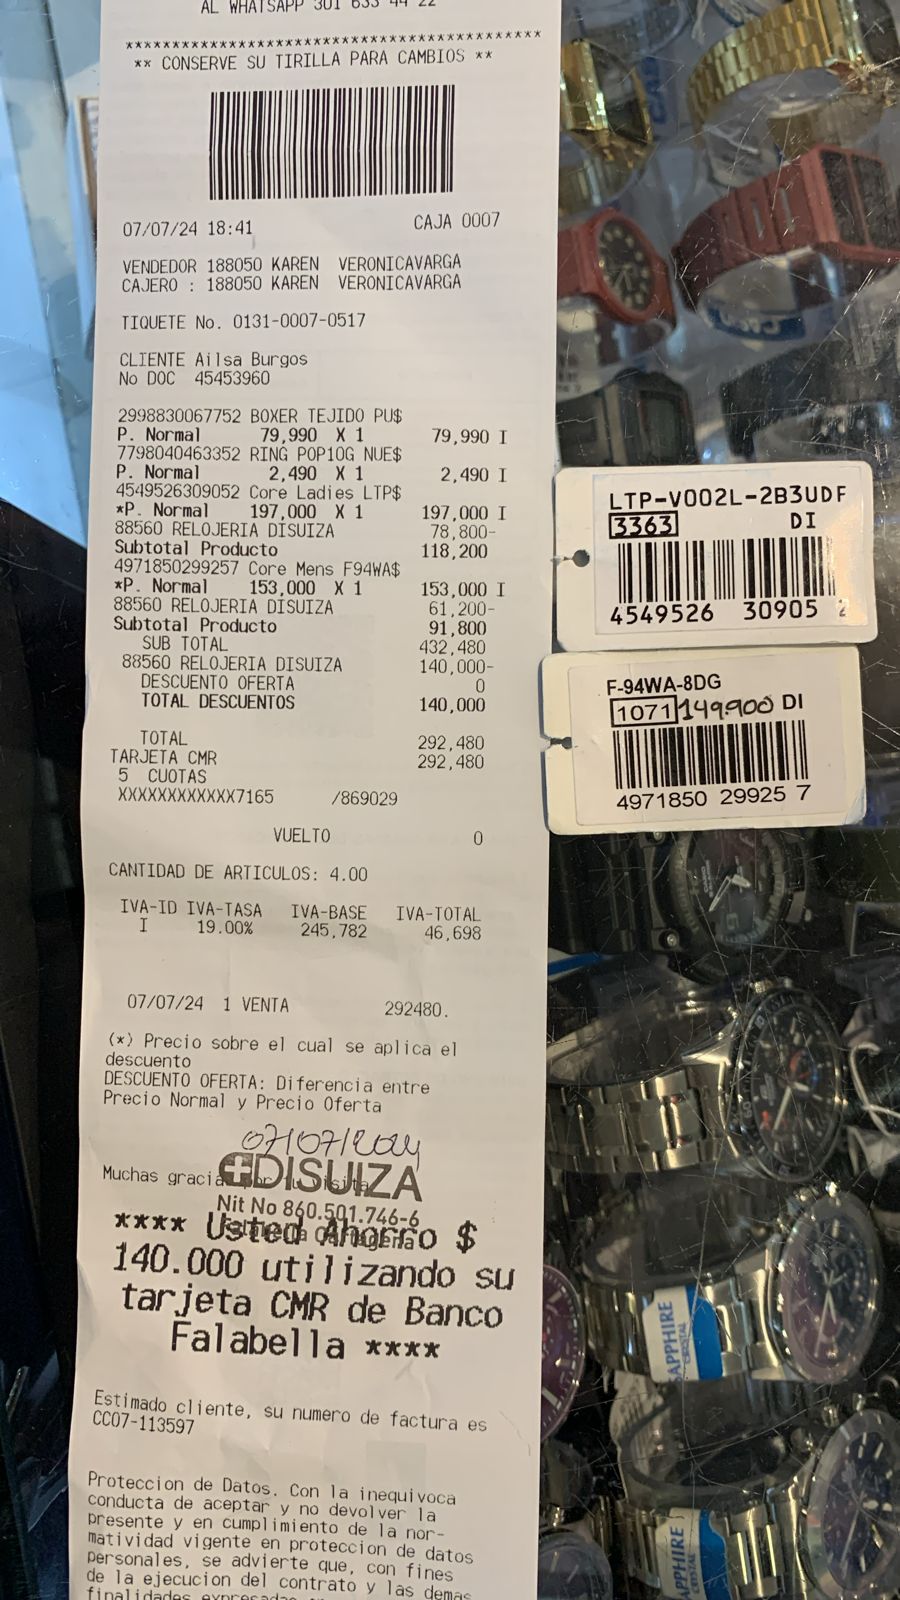 AL WHATSAPP 301 633 44 22
********************************************
** CONSERVE SU TIRILLA PARA CAMBIOS **
07/07/24 18:41 CAJA 0007
VENDEDOR 188050 KAREN VERONICAVARGA
CAJERO : 188050 KAREN VERONICAVARGA
TIQUETE No. 0131-0007-0517
CLIENTE Ailsa Burgos
No DOC 45453960
2998830067752 BOXER TEJIDO PU$
P. Normal 79,990 X 1 79,990 I
7798040463352 RING POP10G NUE$
P. Normal 2,490 X 1 2,490 I
4549526309052 Core Ladies LTP$
*P. Normal 197,000 X 1 197,000 I
88560 RELOJERIA DISUIZA 78,800-
Subtotal Producto 118,200
4971850299257 Core Mens F94WA$
*P. Normal 153,000 X 1 153,000 I
88560 RELOJERIA DISUIZA 61,200-
Subtotal Producto 91,800
SUB TOTAL 432,480
88560 RELOJERIA DISUIZA 140,000-
DESCUENTO OFERTA 0
TOTAL DESCUENTOS 140,000
TOTAL 292,480
TARJETA CMR 292,480
5 CUOTAS
XXXXXXXXXXXX7165 /869029
VUELTO 0
CANTIDAD DE ARTICULOS: 4.00
IVA-ID IVA-TASA IVA-BASE IVA-TOTAL
I 19.00% 245,782 46,698
07/07/24 1 VENTA 292480.
(*) Precio sobre el cual se aplica el
descuento
DESCUENTO OFERTA: Diferencia entre
Precio Normal y Precio Oferta
07/07/2024
DISUIZA
Muchas gracias por su visita
Nit No 860.501.746-6
Falabella Cartagena
**** Usted Ahorro $
140.000 utilizando su
tarjeta CMR de Banco
Falabella ****
Estimado cliente, su numero de factura es
CC07-113597
Proteccion de Datos. Con la inequivoca
conducta de aceptar y no devolver la
presente y en cumplimiento de la nor-
matividad vigente en proteccion de datos
personales, se advierte que, con fines
de la ejecucion del contrato y las demas
finalidades
LTP-V002L-2B3UDF
3363 DI
4549526 30905 2
F-94WA-8DG
1071 149.900 DI
4971850 29925 7
SAPPHIRE
CRYSTAL
SAPPHIRE
CRYSTAL